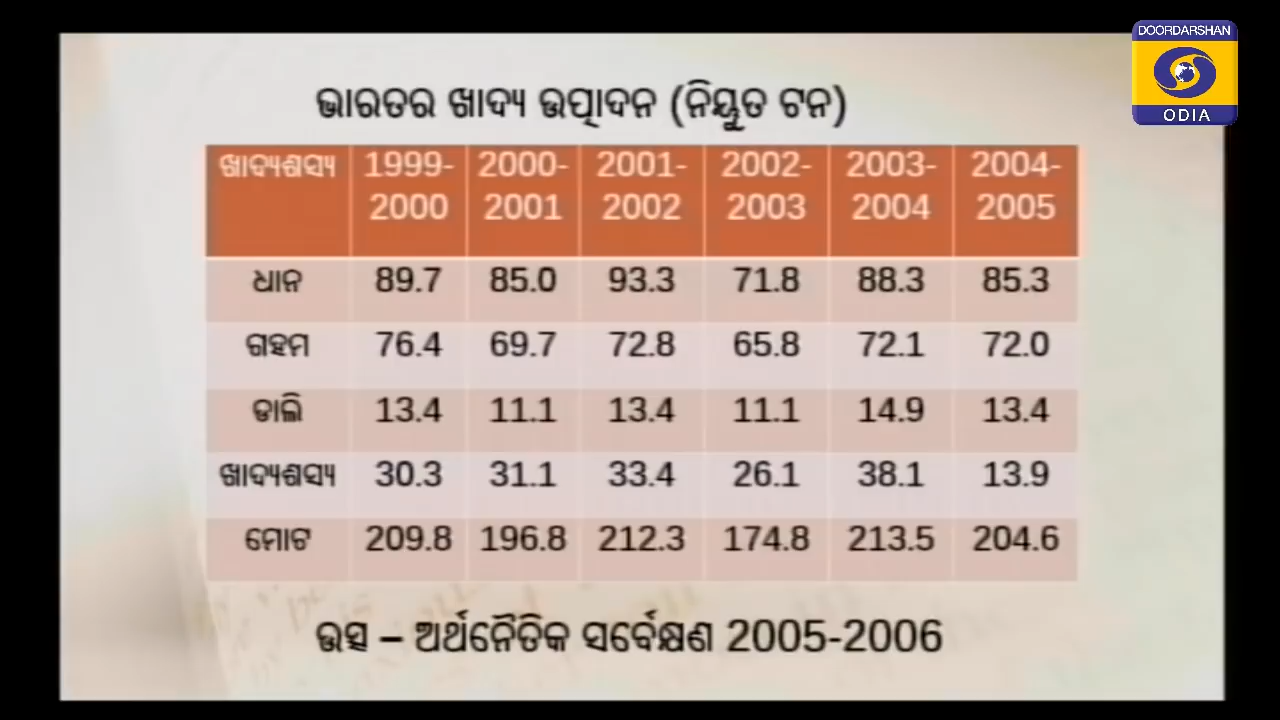 DOORDARSHAN
ODIA
ଭାରତର ଖାଦ୍ୟ ଉତ୍ପାଦନ (ନିୟୁତ ଟନ)
ଖାଦ୍ୟଶସ୍ୟ 1999-2000 2000-2001 2001-2002 2002-2003 2003-2004 2004-2005
ଧାନ 89.7 85.0 93.3 71.8 88.3 85.3
ଗହମ 76.4 69.7 72.8 65.8 72.1 72.0
ଡାଲି 13.4 11.1 13.4 11.1 14.9 13.4
ଖାଦ୍ୟଶସ୍ୟ 30.3 31.1 33.4 26.1 38.1 13.9
ମୋଟ 209.8 196.8 212.3 174.8 213.5 204.6
ଉତ୍ସ – ଅର୍ଥନୈତିକ ସର୍ବେକ୍ଷଣ 2005-2006